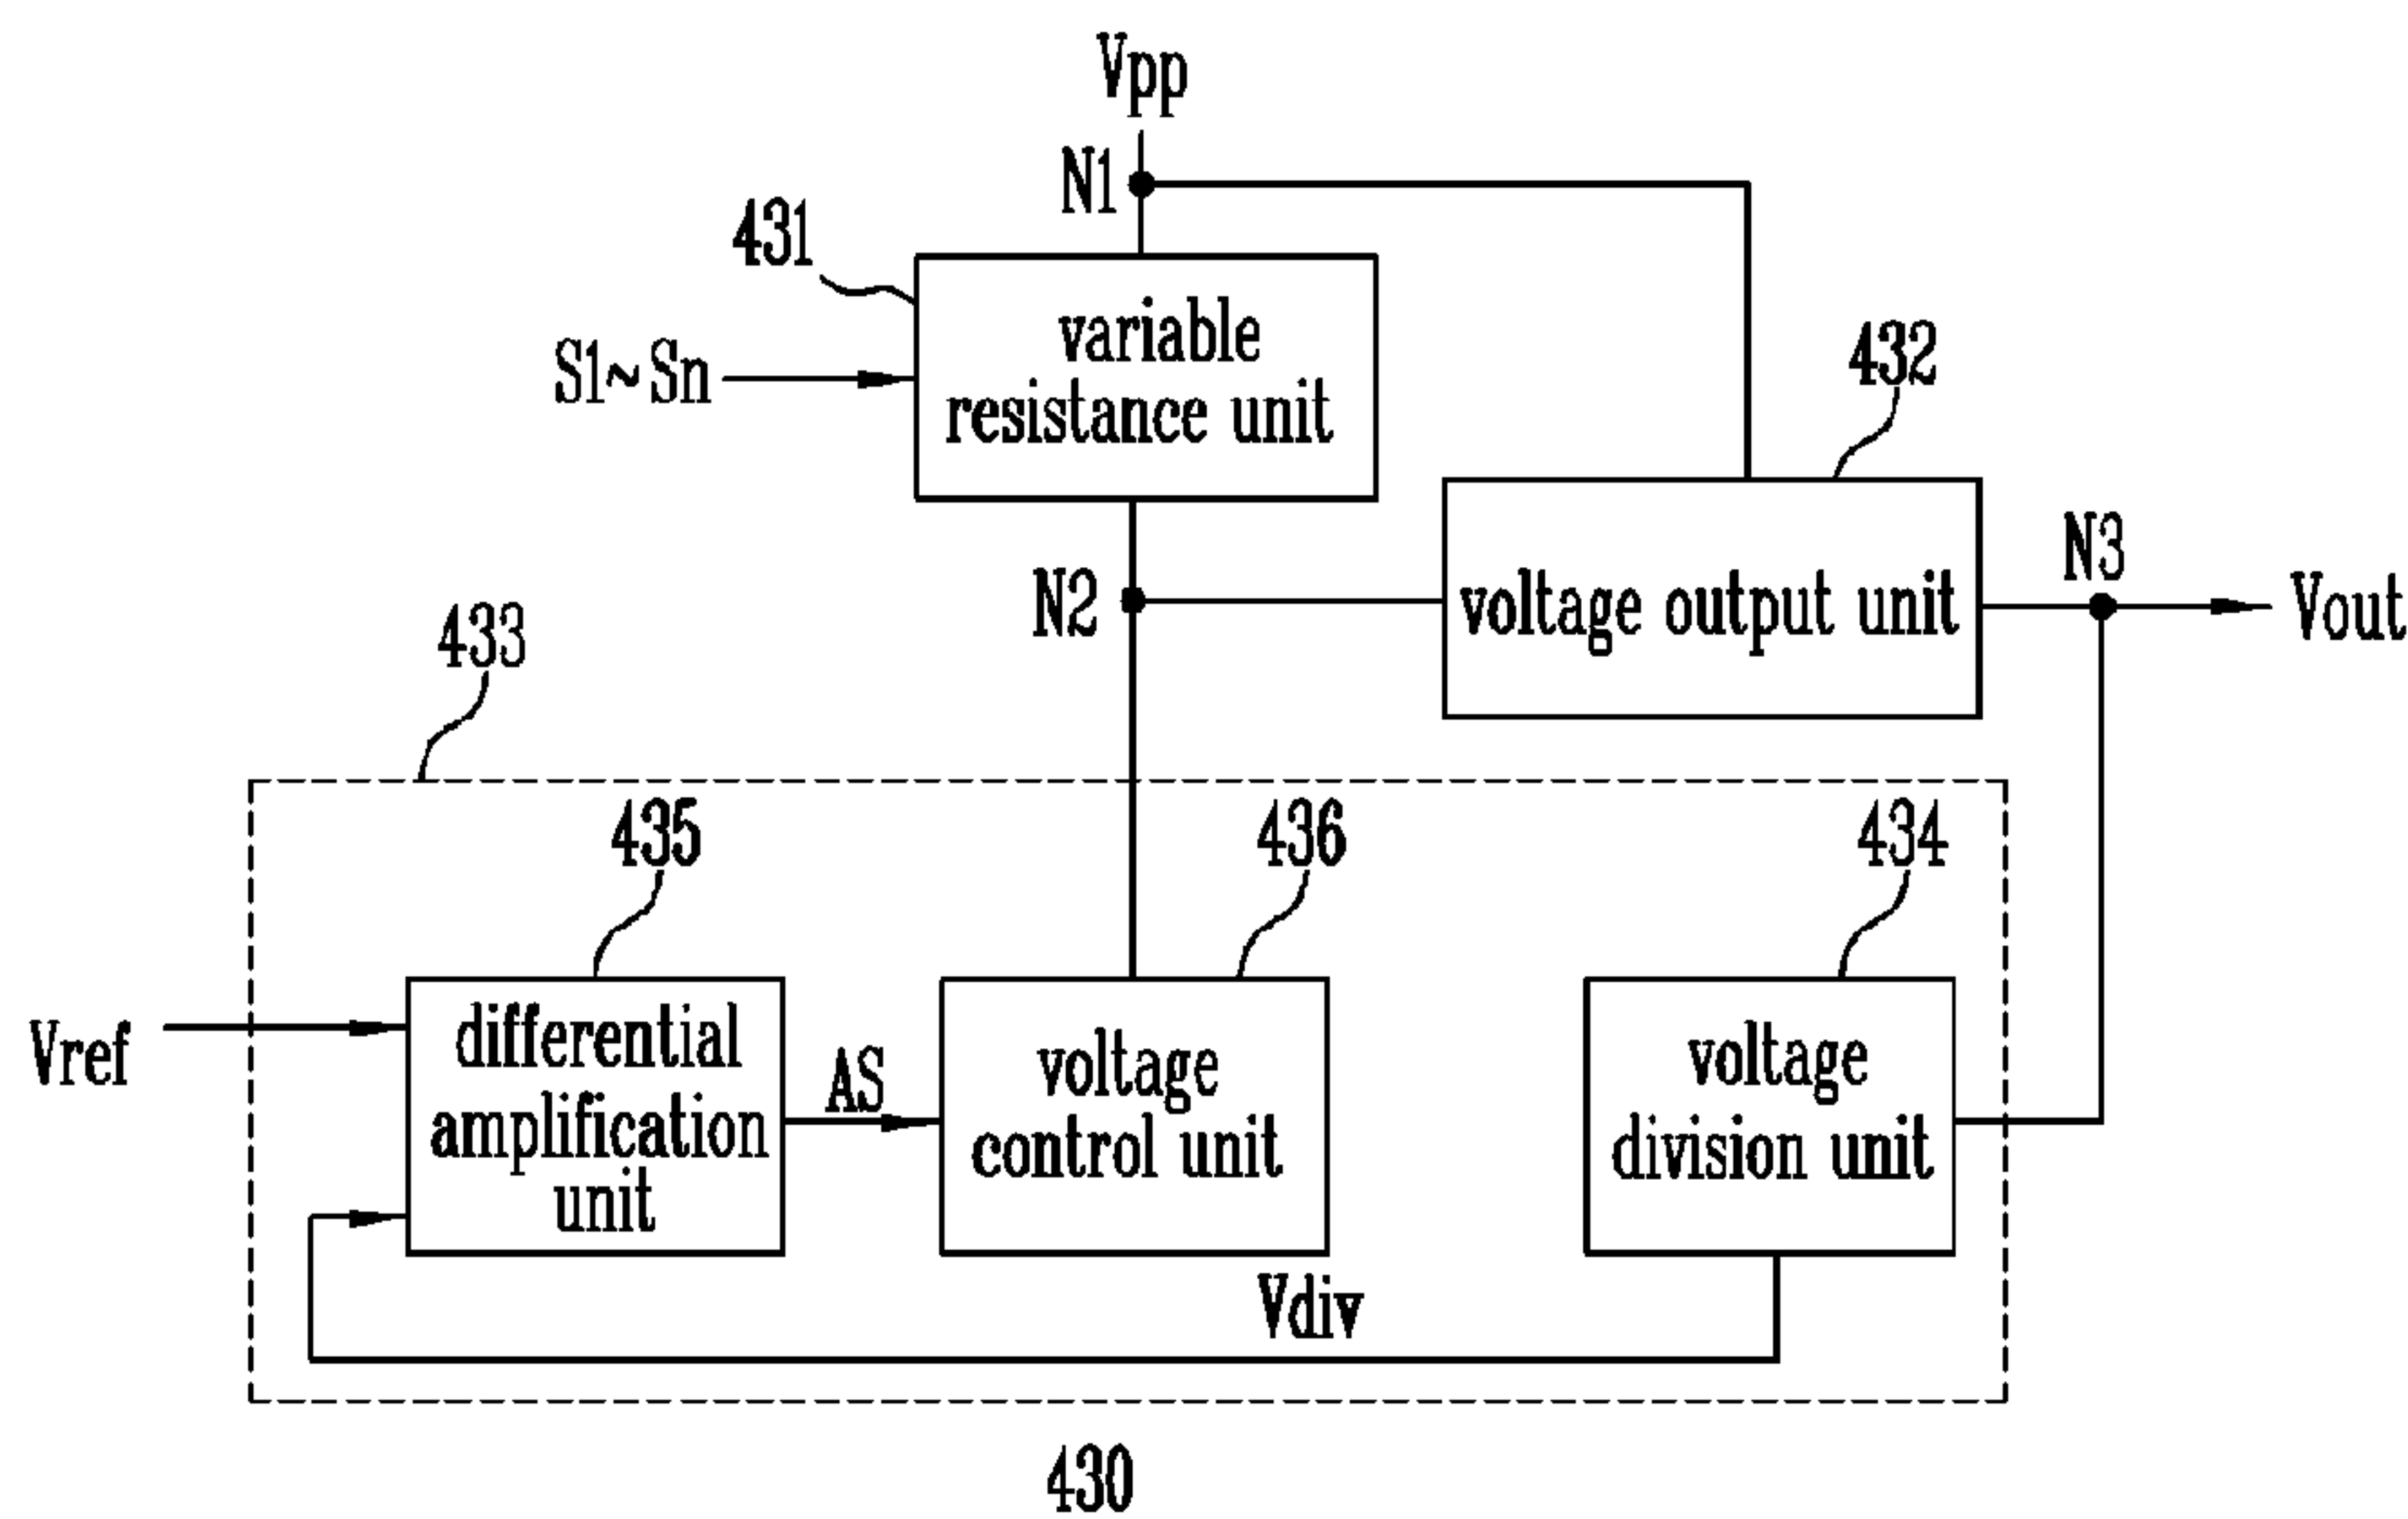 Vpp
N1
431
variable
resistance unit
S1~Sn
432
N2
voltage output unit
N3
Vout
433
435
436
434
Vref
differential
amplification
unit
AS
voltage
control unit
voltage
division unit
Vdiv
430